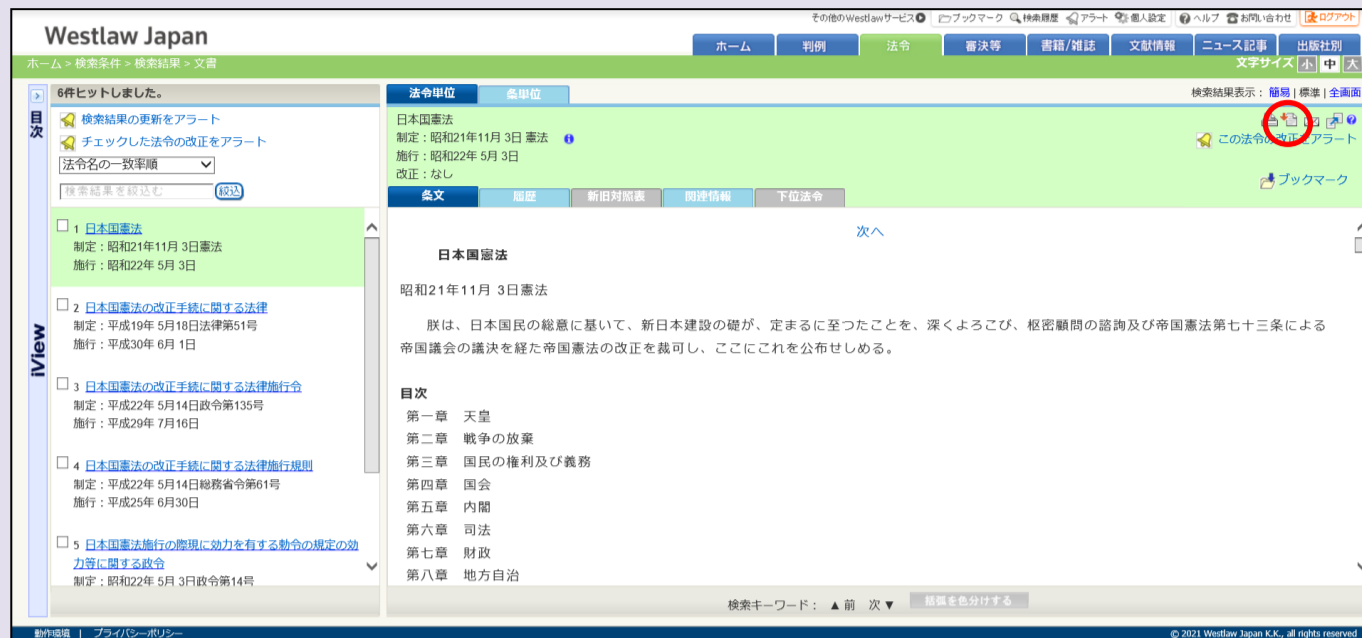 その他のWestlawサービス ブックマーク 検索履歴 アラート 個人設定 ヘルプ お問い合わせ ログアウト
Westlaw Japan
ホーム 判例 法令 審決等 書籍/雑誌 文献情報 ニュース記事 出版社別
ホーム > 検索条件 > 検索結果 > 文書
文字サイズ 小 中 大
目次
iView
6件ヒットしました。
検索結果の更新をアラート
チェックした法令の改正をアラート
法令名の一致率順
検索結果を絞込む 絞込
1 日本国憲法
制定：昭和21年11月 3日憲法
施行：昭和22年 5月 3日
2 日本国憲法の改正手続に関する法律
制定：平成19年 5月18日法律第51号
施行：平成30年 6月 1日
3 日本国憲法の改正手続に関する法律施行令
制定：平成22年 5月14日政令第135号
施行：平成29年 7月16日
4 日本国憲法の改正手続に関する法律施行規則
制定：平成22年 5月14日総務省令第61号
施行：平成25年 6月30日
5 日本国憲法施行の際現に効力を有する勅令の規定の効
力等に関する政令
制定：昭和22年 5月 3日政令第14号
法令単位 条単位
検索結果表示： 簡易 | 標準 | 全画面
日本国憲法
制定：昭和21年11月 3日 憲法
施行：昭和22年 5月 3日
改正：なし
この法令の改正をアラート
ブックマーク
条文 履歴 新旧対照表 関連情報 下位法令
次へ
日本国憲法
昭和21年11月 3日憲法
朕は、日本国民の総意に基いて、新日本建設の礎が、定まるに至つたことを、深くよろこび、枢密顧問の諮詢及び帝国憲法第七十三条による
帝国議会の議決を経た帝国憲法の改正を裁可し、ここにこれを公布せしめる。
目次
第一章 天皇
第二章 戦争の放棄
第三章 国民の権利及び義務
第四章 国会
第五章 内閣
第六章 司法
第七章 財政
第八章 地方自治
検索キーワード： ▲前 次▼ 括弧を色分けする
動作環境 | プライバシーポリシー
© 2021 Westlaw Japan K.K., all rights reserved